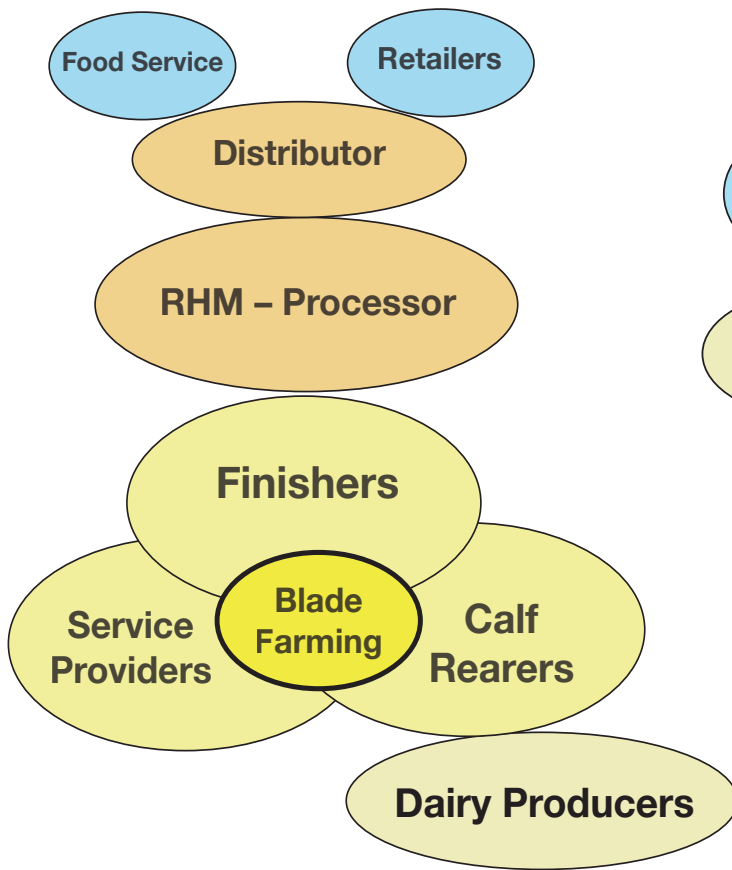 Food Service
Retailers
Distributor
RHM – Processor
Finishers
Blade
Farming
Service
Providers
Calf
Rearers
Dairy Producers